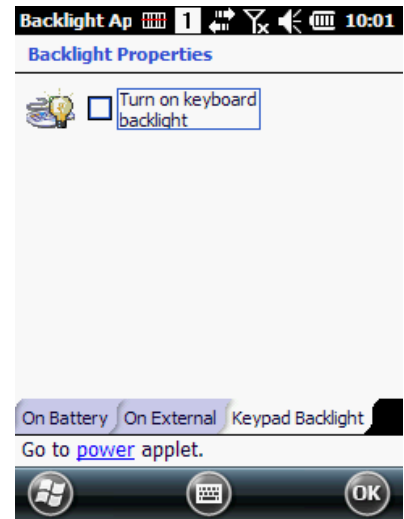 Backlight Ap 1 10:01
Backlight Properties
Turn on keyboard
backlight
On Battery On External Keypad Backlight
Go to power applet.
OK